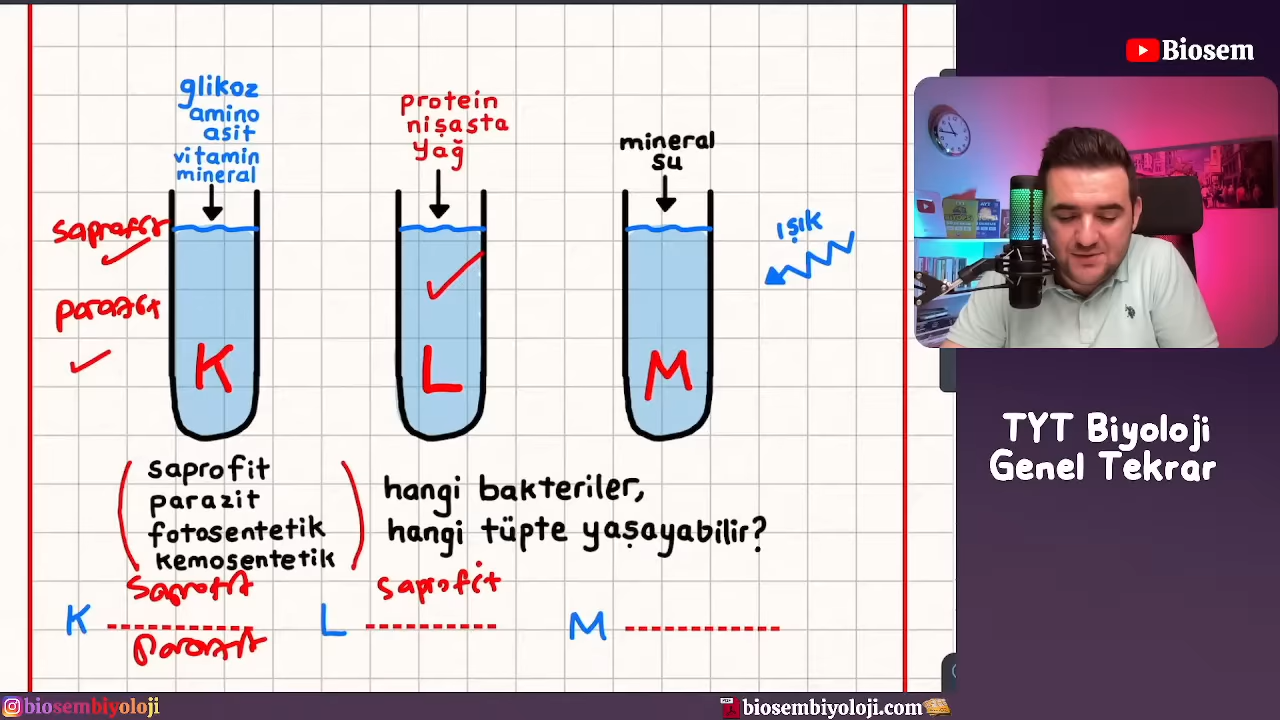 Biosem
glikoz
amino
asit
vitamin
mineral
protein
nişasta
yağ
mineral
su
saprofit
parazit
ışık
K
L
M
TYT Biyoloji
Genel Tekrar
saprofit
parazit
fotosentetik
kemosentetik
hangi bakteriler,
hangi tüpte yaşayabilir?
K saprofit
parazit
L saprofit
M
biosembiyoloji
biosembiyoloji.com